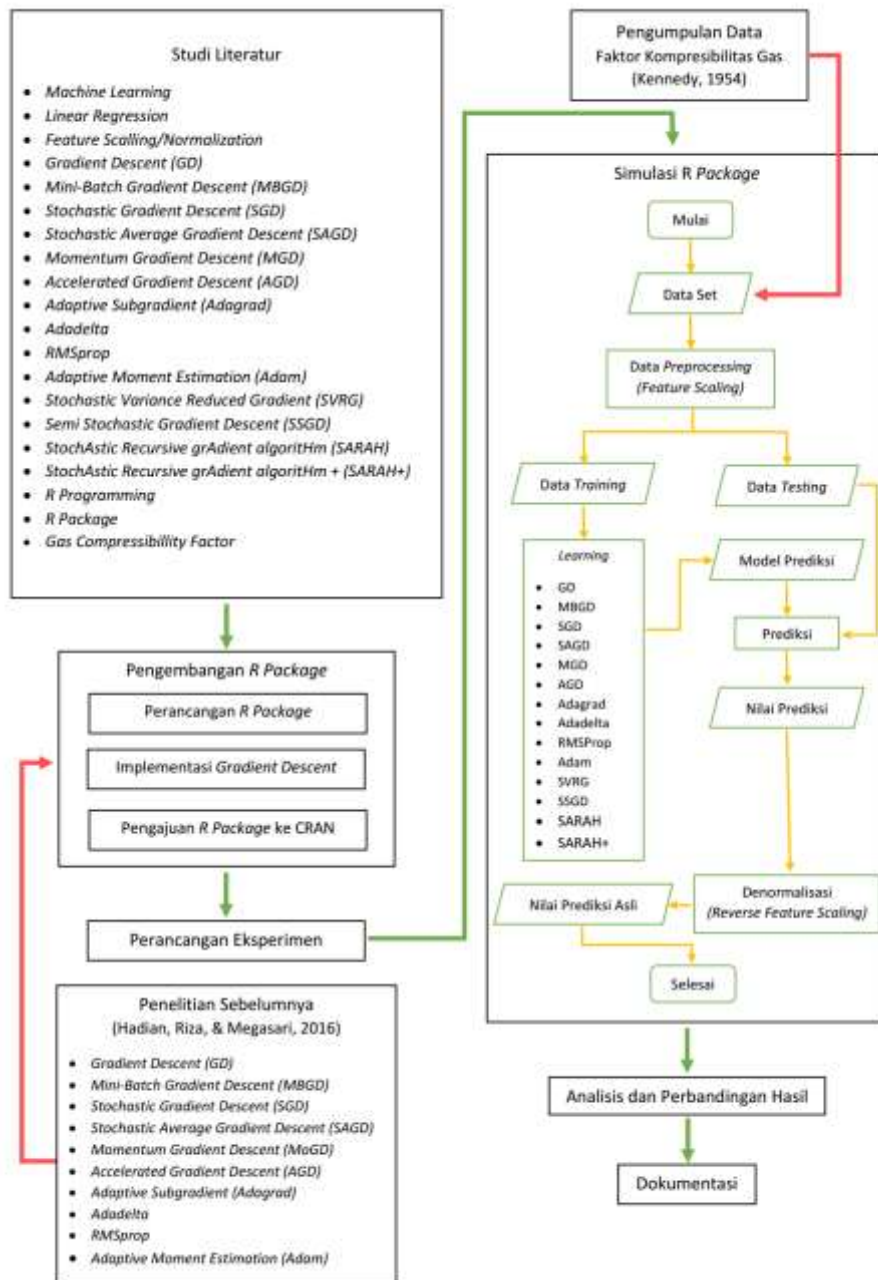 Studi Literatur
• Machine Learning
• Linear Regression
• Feature Scalling/Normalization
• Gradient Descent (GD)
• Mini-Batch Gradient Descent (MBGD)
• Stochastic Gradient Descent (SGD)
• Stochastic Average Gradient Descent (SAGD)
• Momentum Gradient Descent (MGD)
• Accelerated Gradient Descent (AGD)
• Adaptive Subgradient (Adagrad)
• Adadelta
• RMSprop
• Adaptive Moment Estimation (Adam)
• Stochastic Variance Reduced Gradient (SVRG)
• Semi Stochastic Gradient Descent (SSGD)
• StochAstic Recursive grAdient algoritHm (SARAH)
• StochAstic Recursive grAdient algoritHm + (SARAH+)
• R Programming
• R Package
• Gas Compressibillity Factor
Pengembangan R Package
Perancangan R Package
Implementasi Gradient Descent
Pengajuan R Package ke CRAN
Perancangan Eksperimen
Penelitian Sebelumnya
(Hadian, Riza, & Megasari, 2016)
• Gradient Descent (GD)
• Mini-Batch Gradient Descent (MBGD)
• Stochastic Gradient Descent (SGD)
• Stochastic Average Gradient Descent (SAGD)
• Momentum Gradient Descent (MoGD)
• Accelerated Gradient Descent (AGD)
• Adaptive Subgradient (Adagrad)
• Adadelta
• RMSprop
• Adaptive Moment Estimation (Adam)
Pengumpulan Data
Faktor Kompresibilitas Gas
(Kennedy, 1954)
Simulasi R Package
Mulai
Data Set
Data Preprocessing
(Feature Scaling)
Data Training
Data Testing
Learning
• GD
• MBGD
• SGD
• SAGD
• MGD
• AGD
• Adagrad
• Adadelta
• RMSProp
• Adam
• SVRG
• SSGD
• SARAH
• SARAH+
Model Prediksi
Prediksi
Nilai Prediksi
Denormalisasi
(Reverse Feature Scaling)
Nilai Prediksi Asli
Selesai
Analisis dan Perbandingan Hasil
Dokumentasi